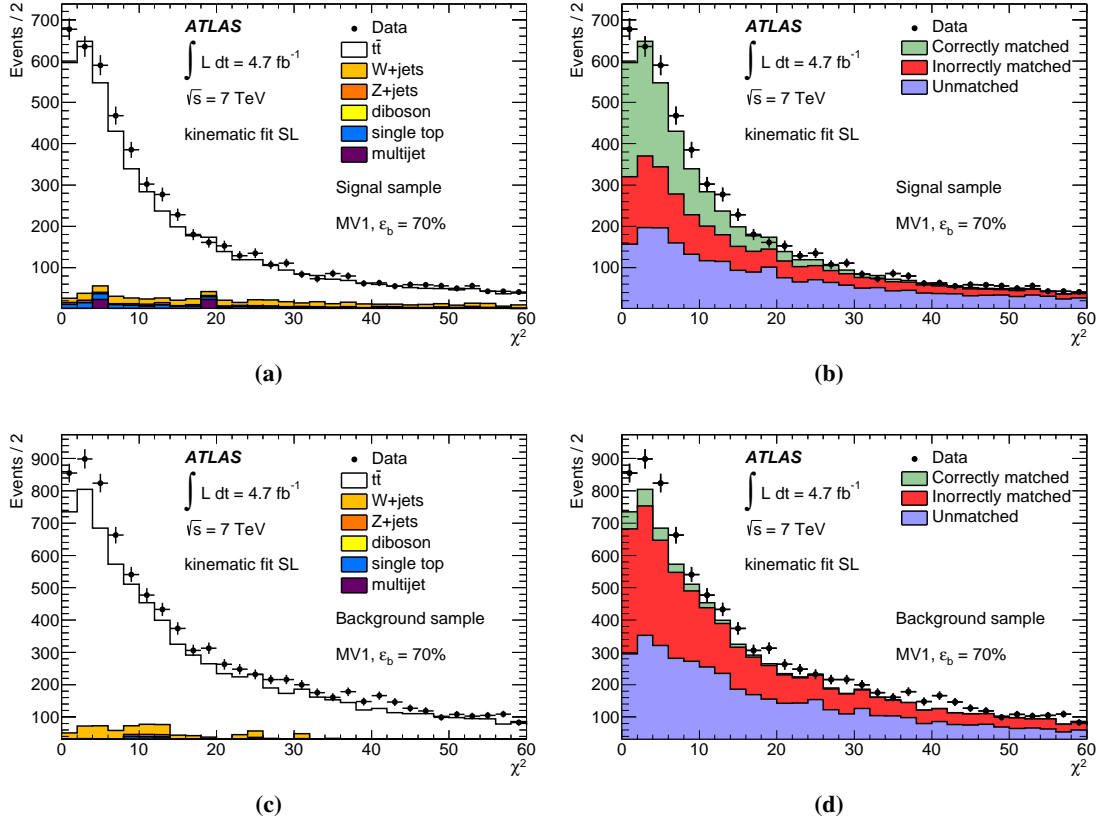 Events / 2
700
600
500
400
300
200
100
0 10 20 30 40 50 60
χ²
ATLAS
∫ L dt = 4.7 fb⁻¹
√s = 7 TeV
kinematic fit SL
Data
tt̄
W+jets
Z+jets
diboson
single top
multijet
Signal sample
MV1, ε_b = 70%
(a)
Events / 2
700
600
500
400
300
200
100
0 10 20 30 40 50 60
χ²
ATLAS
∫ L dt = 4.7 fb⁻¹
√s = 7 TeV
kinematic fit SL
Data
Correctly matched
Inorrectly matched
Unmatched
Signal sample
MV1, ε_b = 70%
(b)
Events / 2
900
800
700
600
500
400
300
200
100
0 10 20 30 40 50 60
χ²
ATLAS
∫ L dt = 4.7 fb⁻¹
√s = 7 TeV
kinematic fit SL
Data
tt̄
W+jets
Z+jets
diboson
single top
multijet
Background sample
MV1, ε_b = 70%
(c)
Events / 2
900
800
700
600
500
400
300
200
100
0 10 20 30 40 50 60
χ²
ATLAS
∫ L dt = 4.7 fb⁻¹
√s = 7 TeV
kinematic fit SL
Data
Correctly matched
Inorrectly matched
Unmatched
Background sample
MV1, ε_b = 70%
(d)